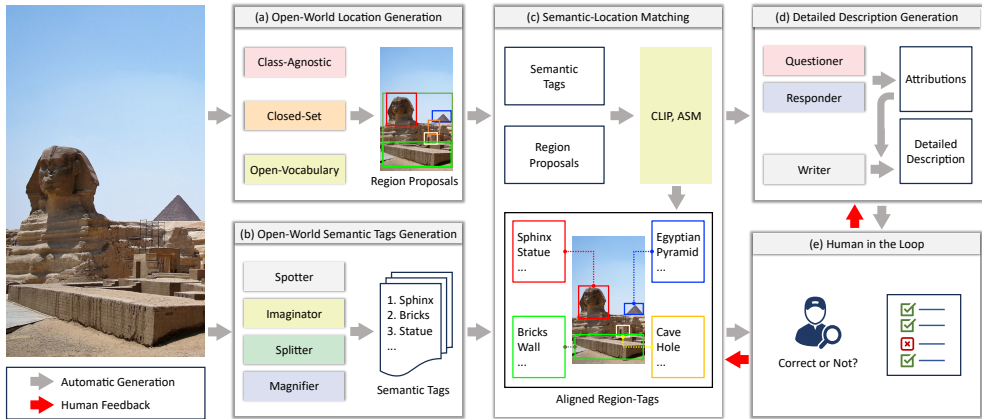 (a) Open-World Location Generation
Class-Agnostic
Closed-Set
Open-Vocabulary
Region Proposals
(b) Open-World Semantic Tags Generation
Spotter
Imaginator
Splitter
Magnifier
1. Sphinx
2. Bricks
3. Statue
...
Semantic Tags
(c) Semantic-Location Matching
Semantic
Tags
Region
Proposals
CLIP, ASM
Sphinx
Statue
...
Egyptian
Pyramid
...
Bricks
Wall
...
Cave
Hole
...
Aligned Region-Tags
(d) Detailed Description Generation
Questioner
Responder
Writer
Attributions
Detailed
Description
(e) Human in the Loop
Correct or Not?
Automatic Generation
Human Feedback